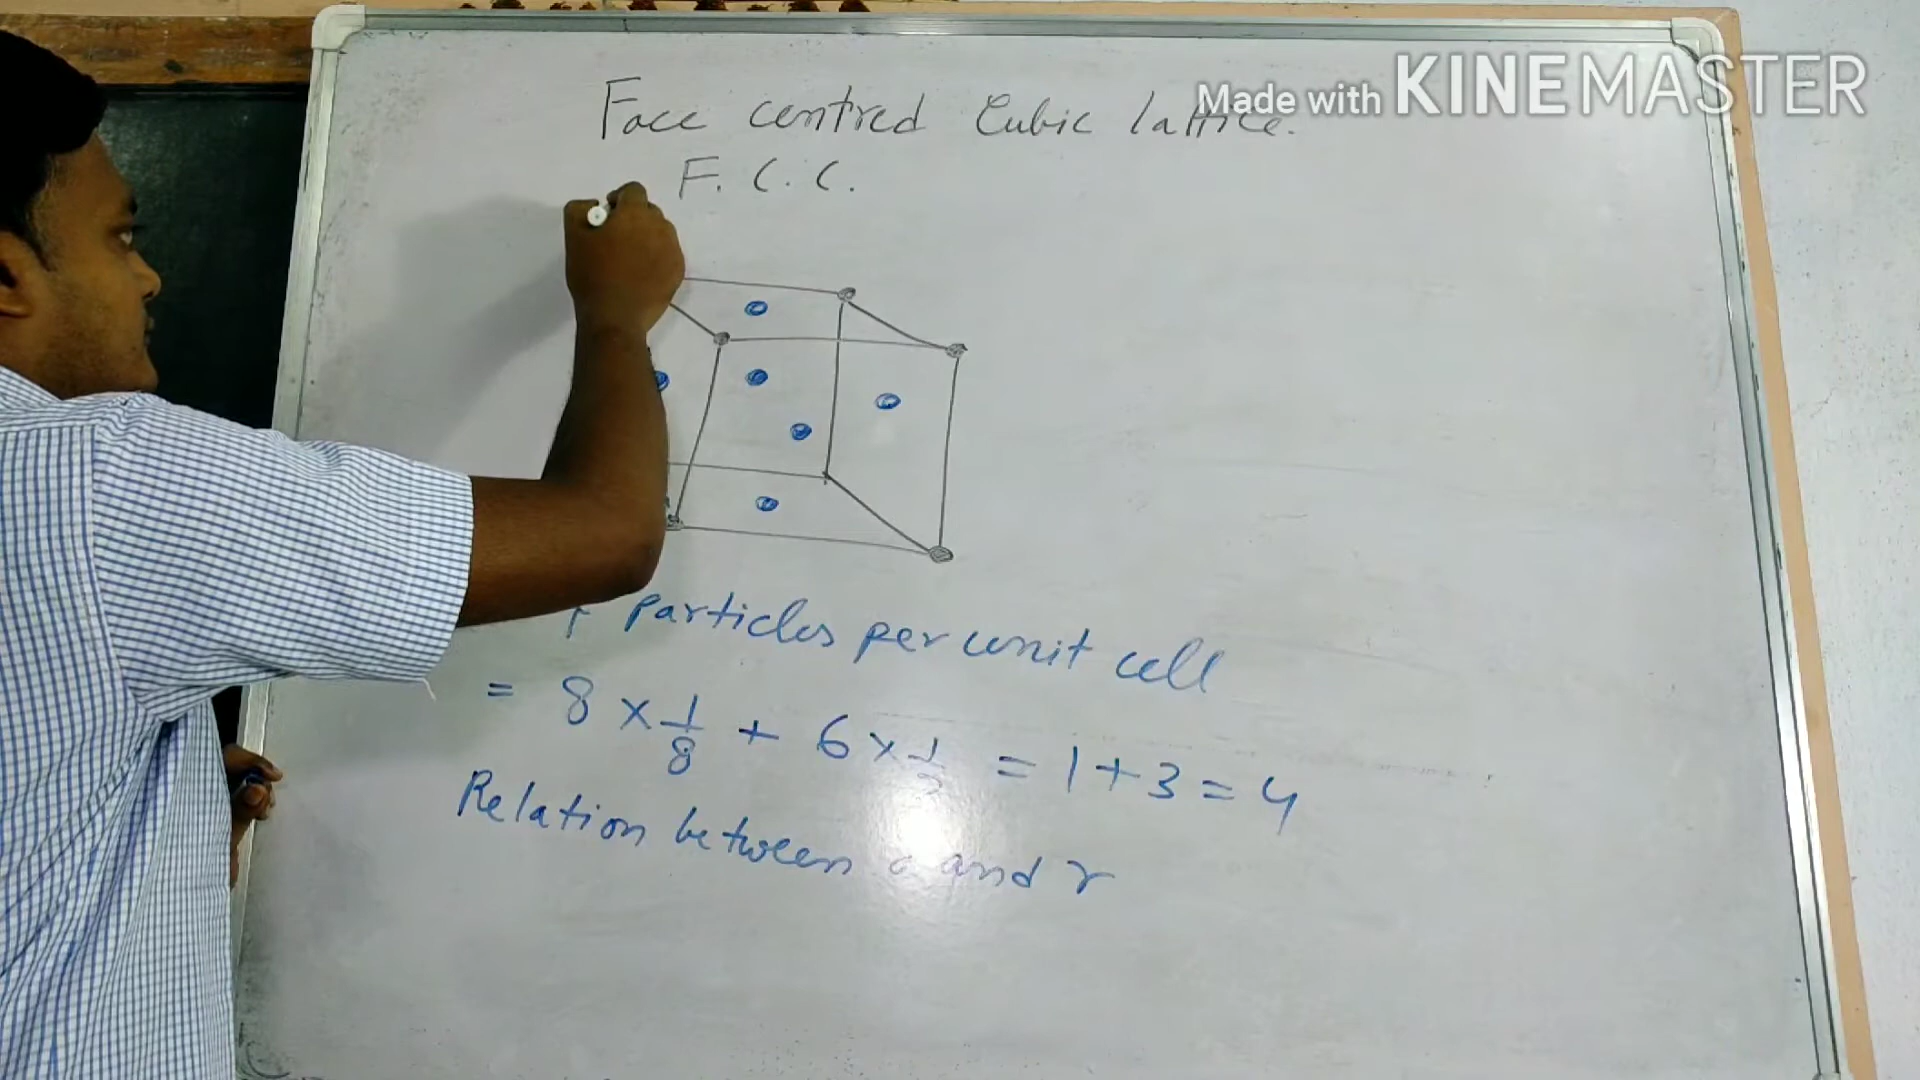 Made with KINEMASTER
Face centred Cubic lattice.
F. C. C.
particles per unit cell
= 8 × 1/8 + 6 × 1/2 = 1 + 3 = 4
Relation between a and r